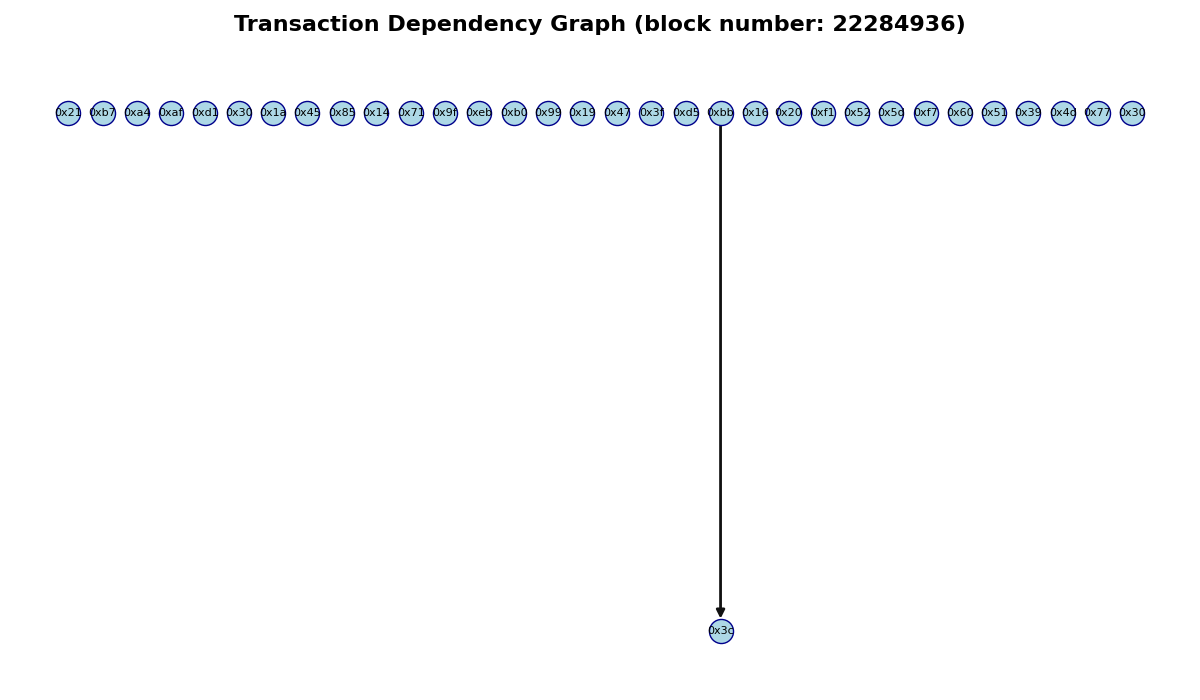 Transaction Dependency Graph (block number: 22284936)
0x21 0xb7 0xa4 0xaf 0xd1 0x30 0x1a 0x45 0x85 0x14 0x71 0x9f 0xeb 0xb0 0x99 0x19 0x47 0x3f 0xd5 0xbb 0x16 0x20 0xf1 0x52 0x5d 0xf7 0x60 0x51 0x39 0x4d 0x77 0x30
0x3c